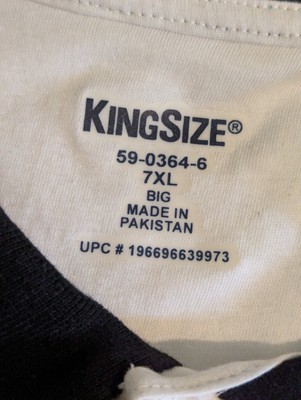 KINGSIZE®
59-0364-6
7XL
BIG
MADE IN
PAKISTAN
UPC # 196696639973